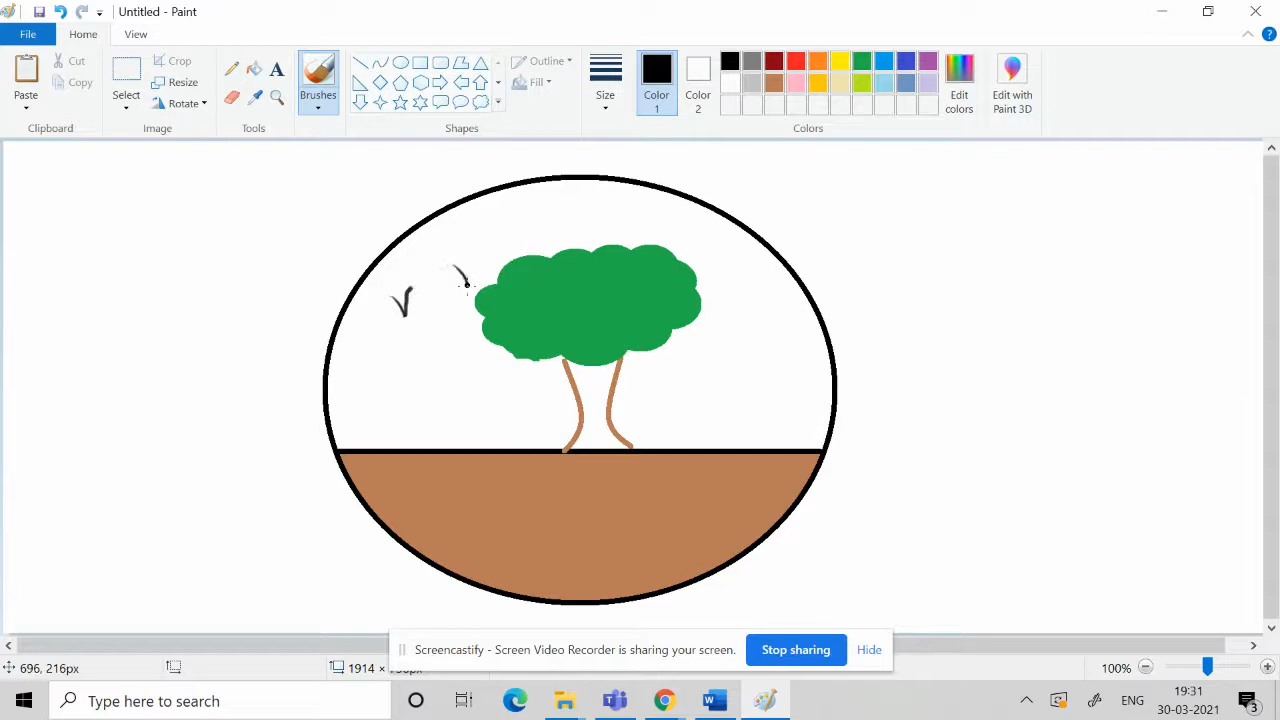 Untitled - Paint
File
Home
View
Paste
Cut
Copy
Clipboard
Select
Crop
Resize
Rotate
Image
A
Tools
Brushes
Outline
Fill
Shapes
Size
Color
1
Color
2
Edit
colors
Edit with
Paint 3D
Colors
Screencastify - Screen Video Recorder is sharing your screen.
Stop sharing
Hide
696, 216px
100%
Type here to search
ENG
19:31
30-03-2021
3